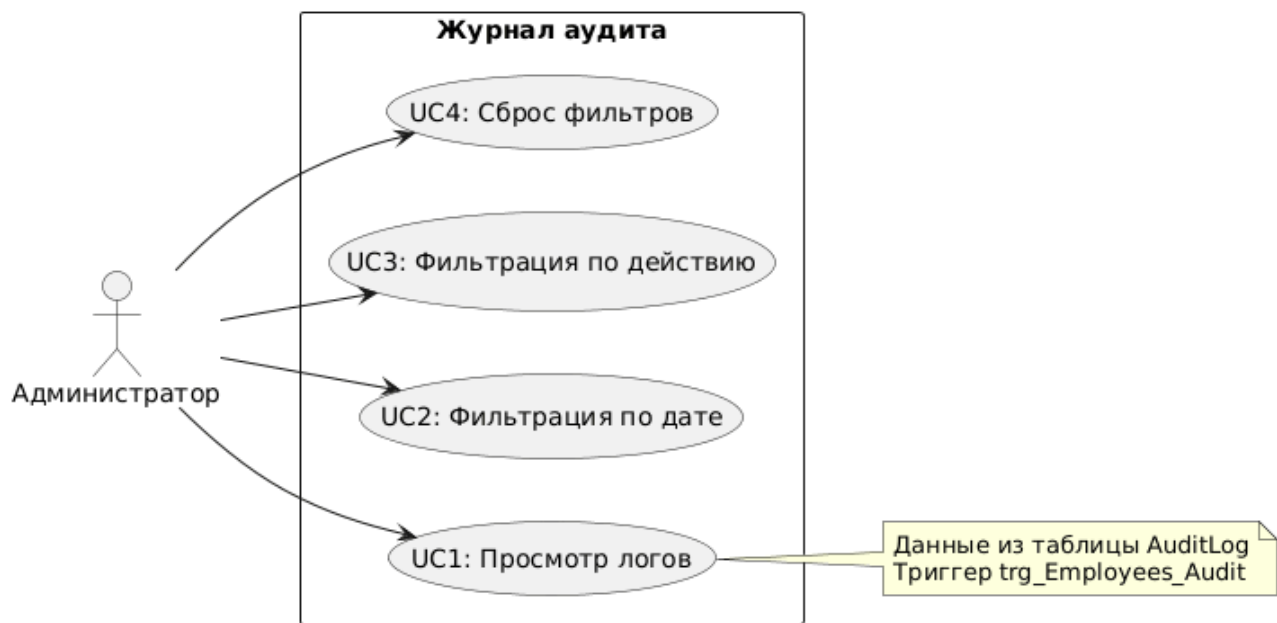 Журнал аудита
UC4: Сброс фильтров
UC3: Фильтрация по действию
Администратор
UC2: Фильтрация по дате
UC1: Просмотр логов
Данные из таблицы AuditLog
Триггер trg_Employees_Audit